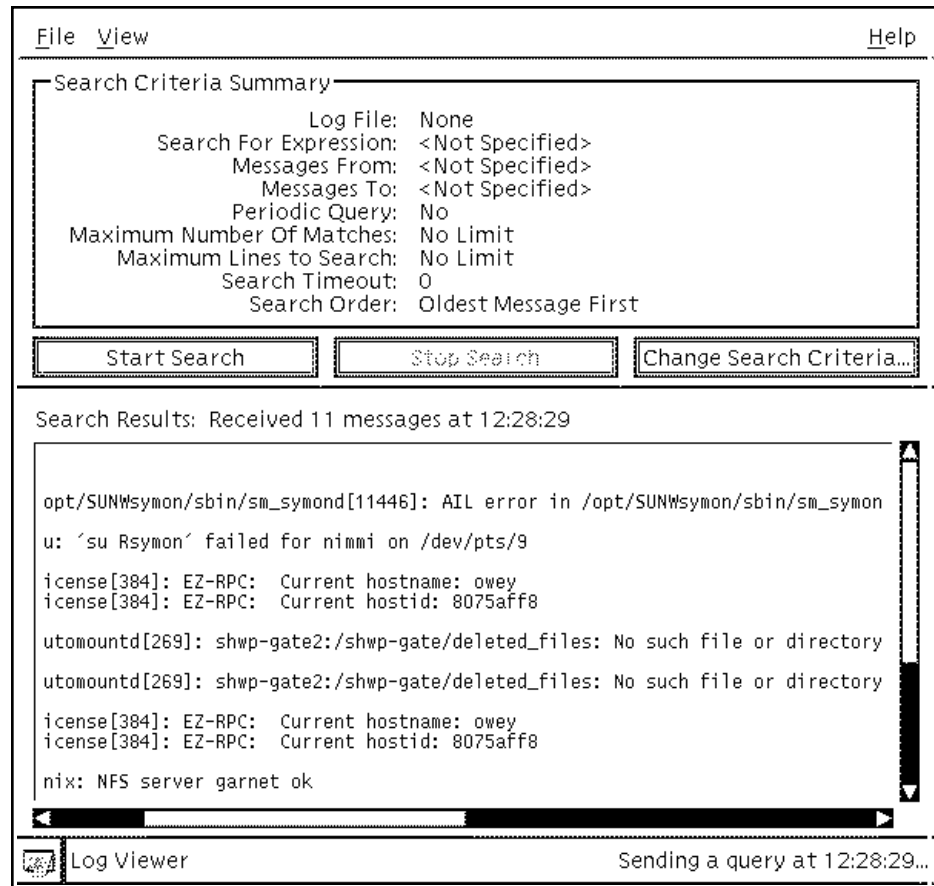 File View Help
Search Criteria Summary
Log File: None
Search For Expression: <Not Specified>
Messages From: <Not Specified>
Messages To: <Not Specified>
Periodic Query: No
Maximum Number Of Matches: No Limit
Maximum Lines to Search: No Limit
Search Timeout: 0
Search Order: Oldest Message First
Start Search Stop Search Change Search Criteria...
Search Results: Received 11 messages at 12:28:29
opt/SUNWsymon/sbin/sm_symond[11446]: AIL error in /opt/SUNWsymon/sbin/sm_symon
u: ´su Rsymon´ failed for nimmi on /dev/pts/9
icense[384]: EZ-RPC: Current hostname: owey
icense[384]: EZ-RPC: Current hostid: 8075aff8
utomountd[269]: shwp-gate2:/shwp-gate/deleted_files: No such file or directory
utomountd[269]: shwp-gate2:/shwp-gate/deleted_files: No such file or directory
icense[384]: EZ-RPC: Current hostname: owey
icense[384]: EZ-RPC: Current hostid: 8075aff8
nix: NFS server garnet ok
Log Viewer Sending a query at 12:28:29...